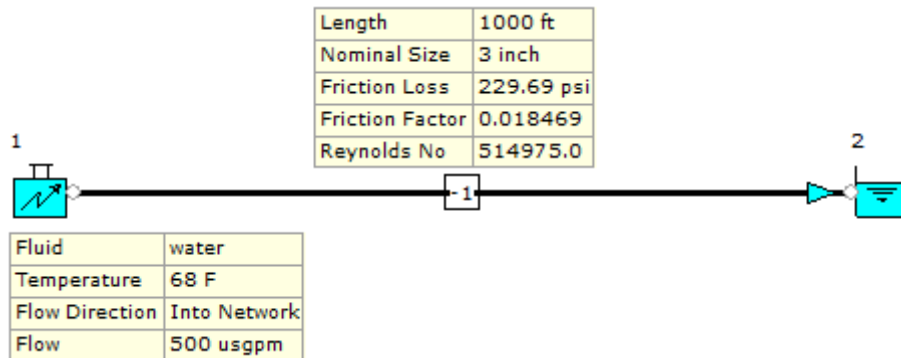 Length 1000 ft
Nominal Size 3 inch
Friction Loss 229.69 psi
Friction Factor 0.018469
Reynolds No 514975.0
1
2
-1
Fluid water
Temperature 68 F
Flow Direction Into Network
Flow 500 usgpm